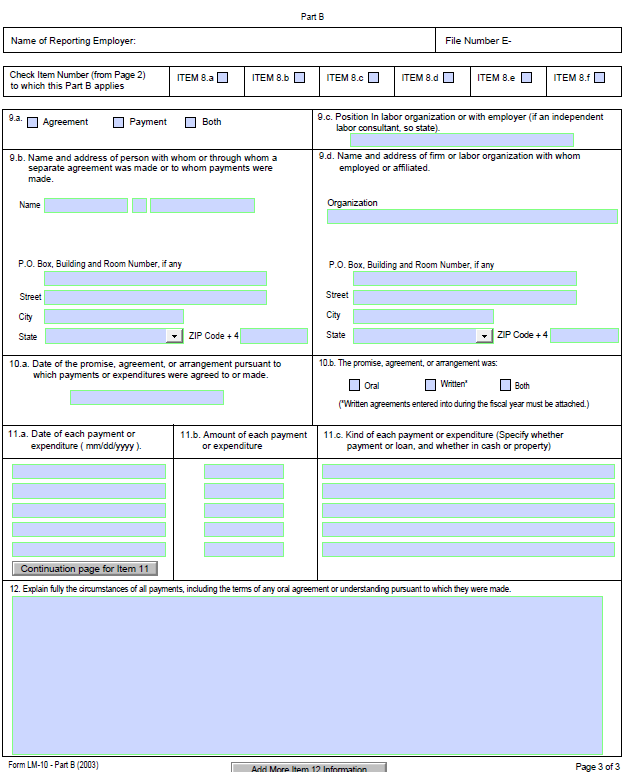 Part B
Name of Reporting Employer:
File Number E-
Check Item Number (from Page 2)
to which this Part B applies
ITEM 8.a
ITEM 8.b
ITEM 8.c
ITEM 8.d
ITEM 8.e
ITEM 8.f
9.a.
Agreement
Payment
Both
9.c. Position In labor organization or with employer (if an independent
labor consultant, so state).
9.b. Name and address of person with whom or through whom a
separate agreement was made or to whom payments were
made.
Name
P.O. Box, Building and Room Number, if any
Street
City
State
ZIP Code + 4
9.d. Name and address of firm or labor organization with whom
employed or affiliated.
Organization
P.O. Box, Building and Room Number, if any
Street
City
State
ZIP Code + 4
10.a. Date of the promise, agreement, or arrangement pursuant to
which payments or expenditures were agreed to or made.
10.b. The promise, agreement, or arrangement was:
Oral
Written*
Both
(*Written agreements entered into during the fiscal year must be attached.)
11.a. Date of each payment or
expenditure ( mm/dd/yyyy ).
11.b. Amount of each payment
or expenditure
11.c. Kind of each payment or expenditure (Specify whether
payment or loan, and whether in cash or property)
Continuation page for Item 11
12. Explain fully the circumstances of all payments, including the terms of any oral agreement or understanding pursuant to which they were made.
Form LM-10 - Part B (2003)
Add More Item 12 Information
Page 3 of 3